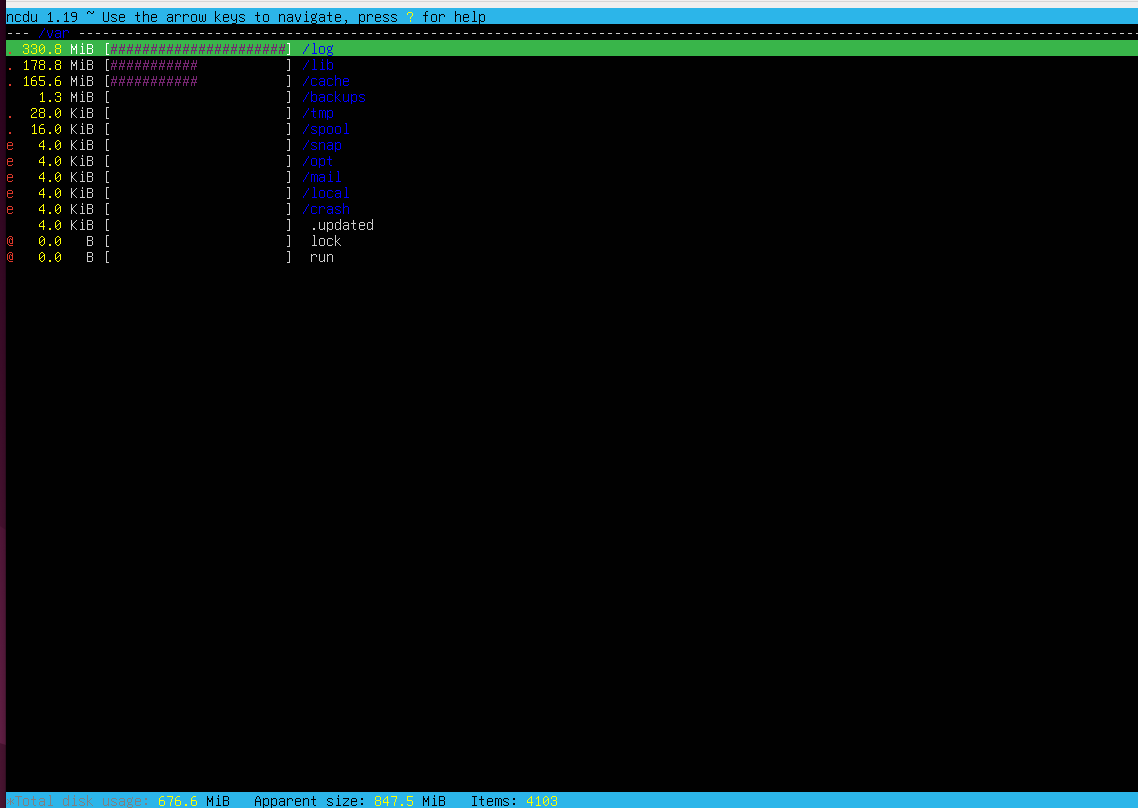 ncdu 1.19 ~ Use the arrow keys to navigate, press ? for help
--- /var ---------------------------------------------------------------------------------------------------------------------------------------
. 330.8 MiB [######################] /log
. 178.8 MiB [###########           ] /lib
. 165.6 MiB [###########           ] /cache
    1.3 MiB [                      ] /backups
.  28.0 KiB [                      ] /tmp
.  16.0 KiB [                      ] /spool
e   4.0 KiB [                      ] /snap
e   4.0 KiB [                      ] /opt
e   4.0 KiB [                      ] /mail
e   4.0 KiB [                      ] /local
e   4.0 KiB [                      ] /crash
    4.0 KiB [                      ]  .updated
@   0.0   B [                      ]  lock
@   0.0   B [                      ]  run
*Total disk usage: 676.6 MiB   Apparent size: 847.5 MiB   Items: 4103